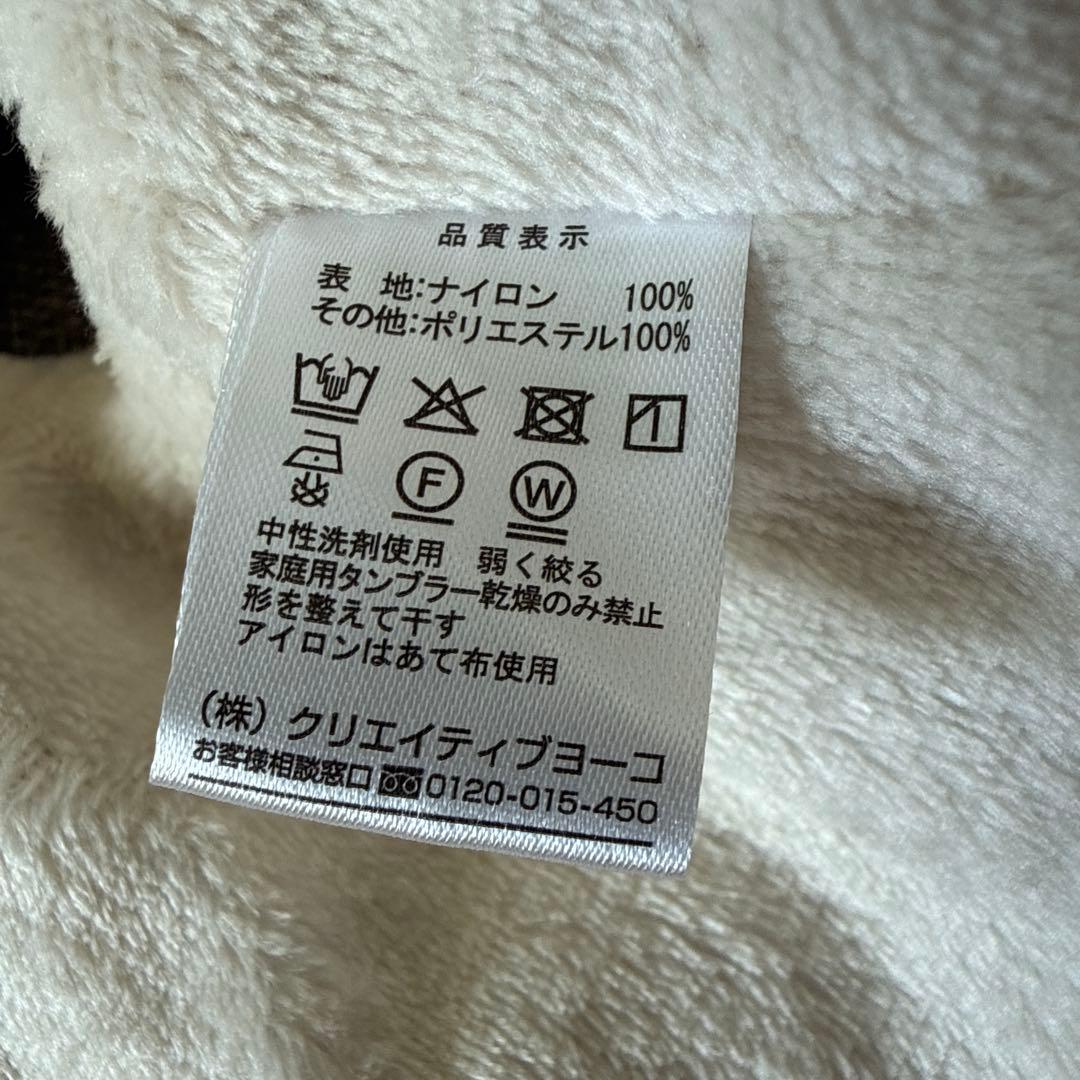 品質表示
表　地:ナイロン　　100%
その他:ポリエステル100%
F W
中性洗剤使用　弱く絞る
家庭用タンブラー乾燥のみ禁止
形を整えて干す
アイロンはあて布使用
(株) クリエイティブヨーコ
お客様相談窓口 0120-015-450